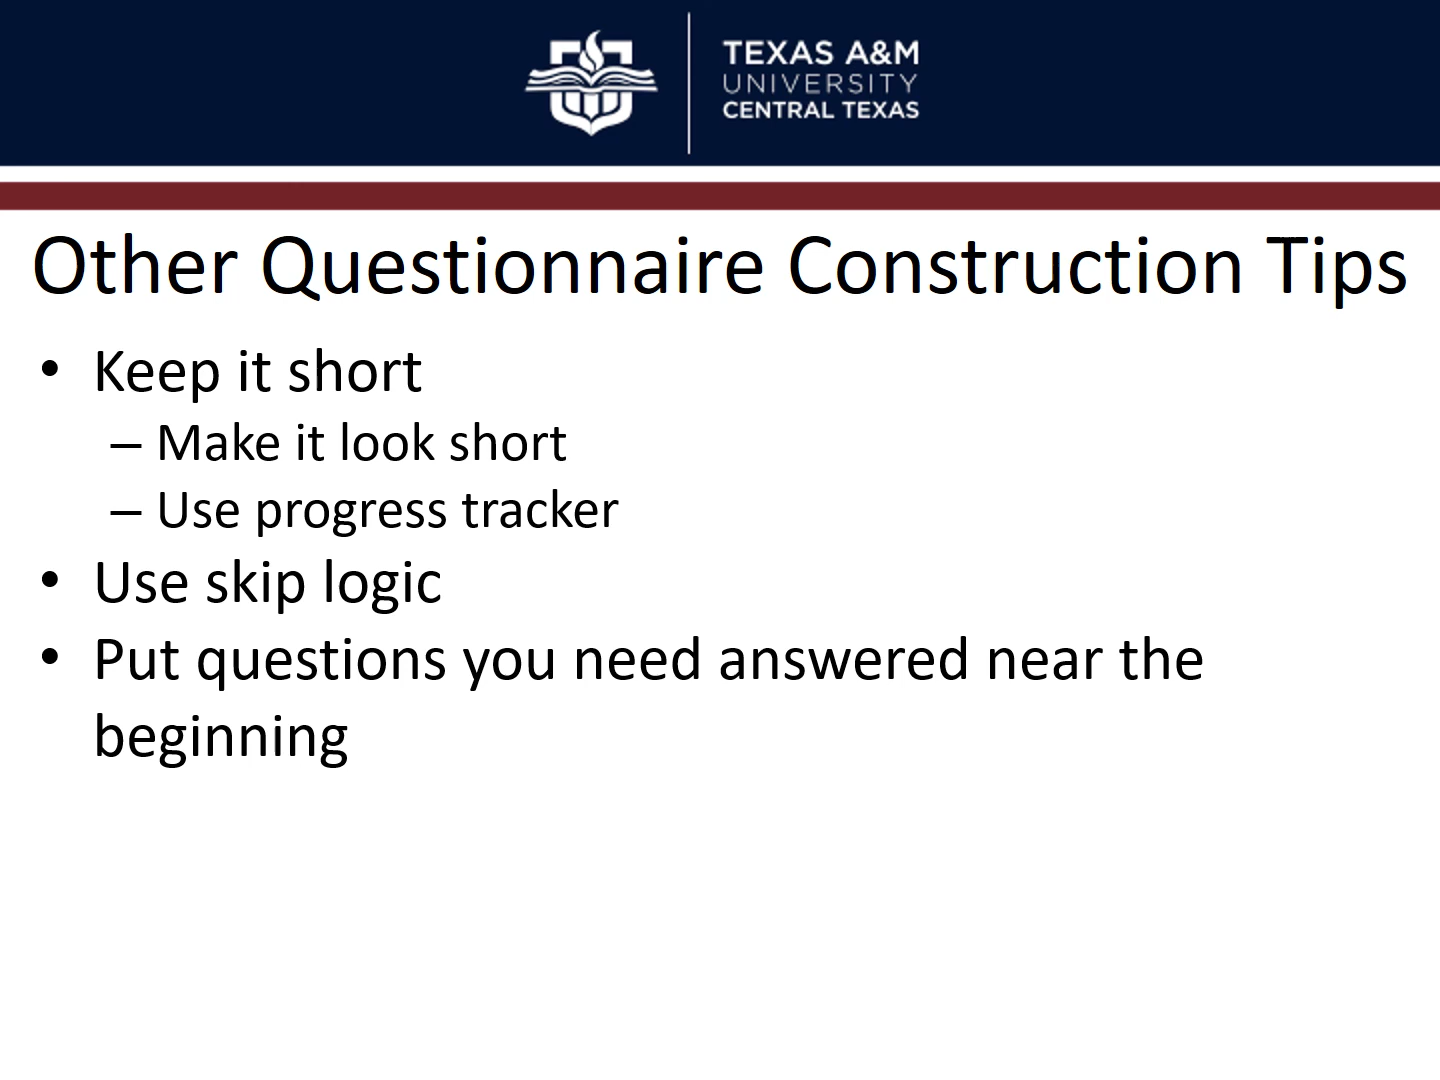 TEXAS A&M
UNIVERSITY
CENTRAL TEXAS
Other Questionnaire Construction Tips
• Keep it short
– Make it look short
– Use progress tracker
• Use skip logic
• Put questions you need answered near the
beginning